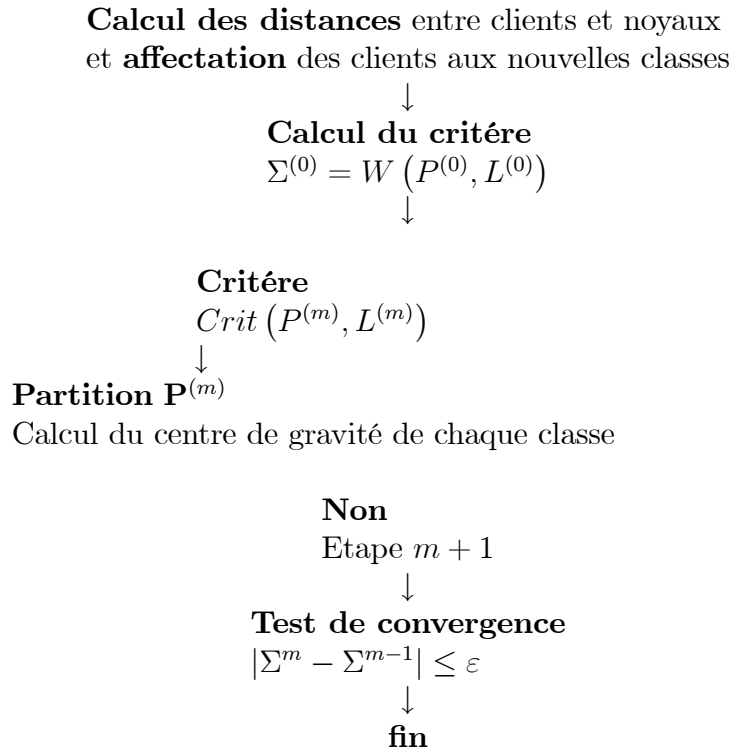 Calcul des distances entre clients et noyaux
et affectation des clients aux nouvelles classes
↓
Calcul du critére
Σ^{(0)} = W (P^{(0)}, L^{(0)})
↓
Critére
Crit (P^{(m)}, L^{(m)})
↓
Partition P^{(m)}
Calcul du centre de gravité de chaque classe
Non
Etape m + 1
↓
Test de convergence
|Σ^m − Σ^{m−1}| ≤ ε
↓
fin